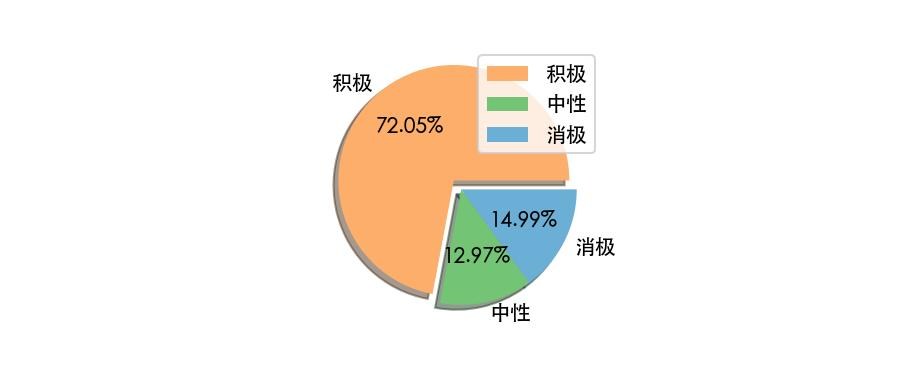 积极
72.05%
积极
中性
消极
14.99%
消极
12.97%
中性